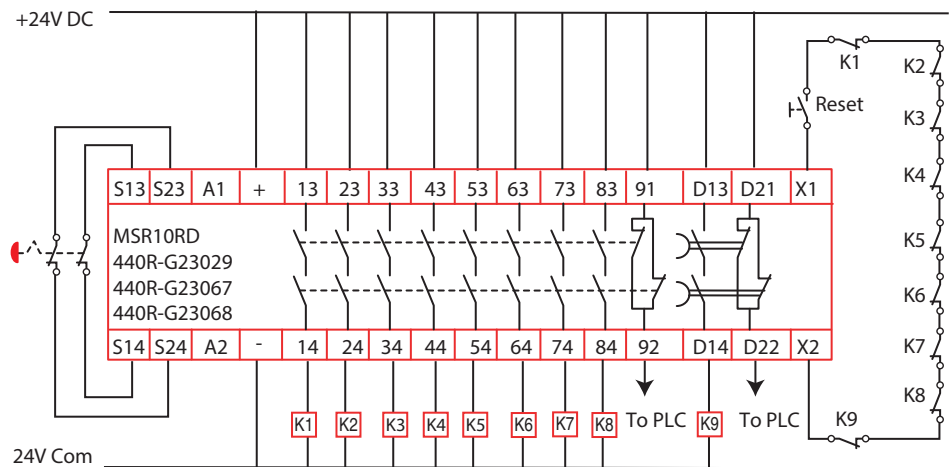 +24V DC
K1
K2
Reset
K3
K4
S13 S23 A1 + 13 23 33 43 53 63 73 83 91 D13 D21 X1
MSR10RD
440R-G23029
440R-G23067
440R-G23068
K5
K6
S14 S24 A2 - 14 24 34 44 54 64 74 84 92 D14 D22 X2
K7
K8
K1 K2 K3 K4 K5 K6 K7 K8 To PLC K9 To PLC
K9
24V Com